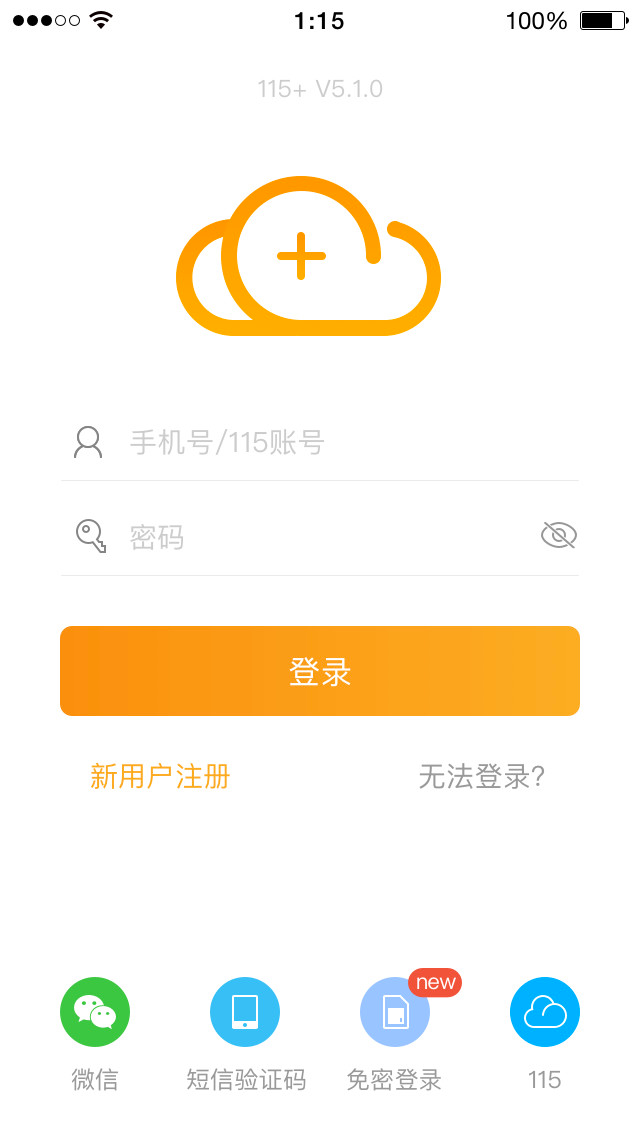 1:15
100%
115+ V5.1.0
手机号/115账号
密码
登录
新用户注册
无法登录?
new
微信
短信验证码
免密登录
115